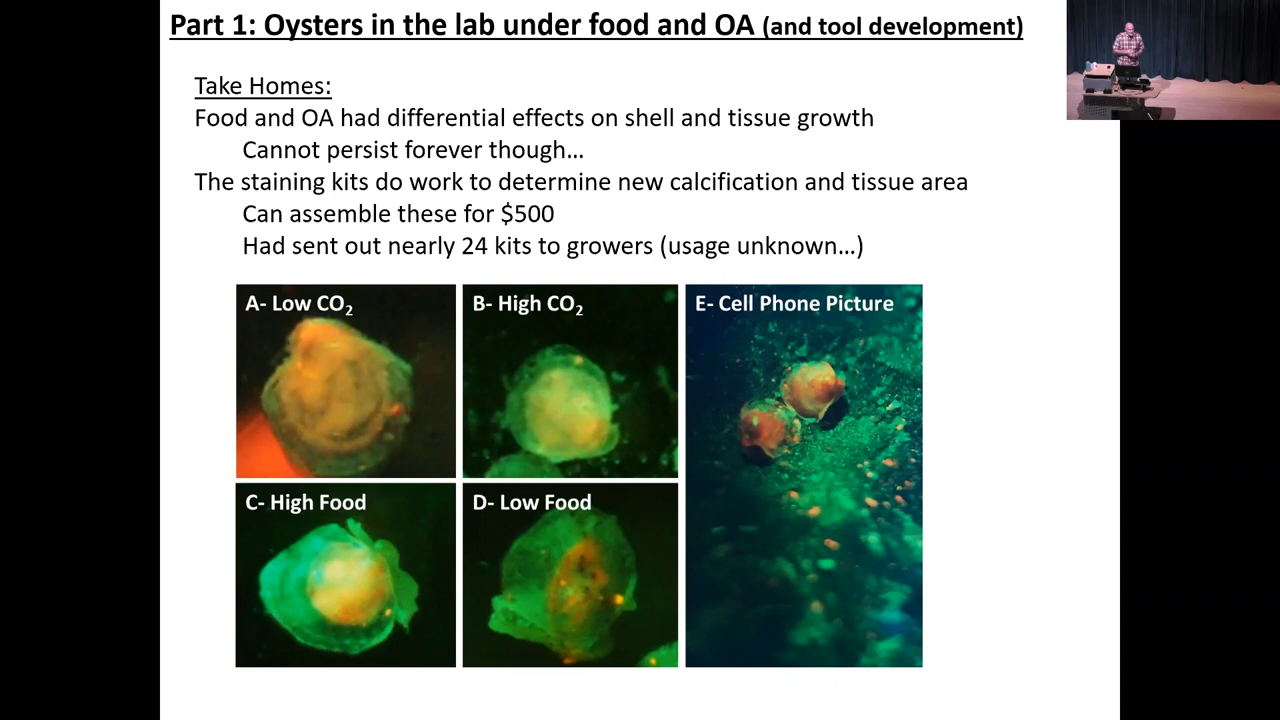 Part 1: Oysters in the lab under food and OA (and tool development)
Take Homes:
Food and OA had differential effects on shell and tissue growth
Cannot persist forever though…
The staining kits do work to determine new calcification and tissue area
Can assemble these for $500
Had sent out nearly 24 kits to growers (usage unknown…)
A- Low CO₂
B- High CO₂
E- Cell Phone Picture
C- High Food
D- Low Food